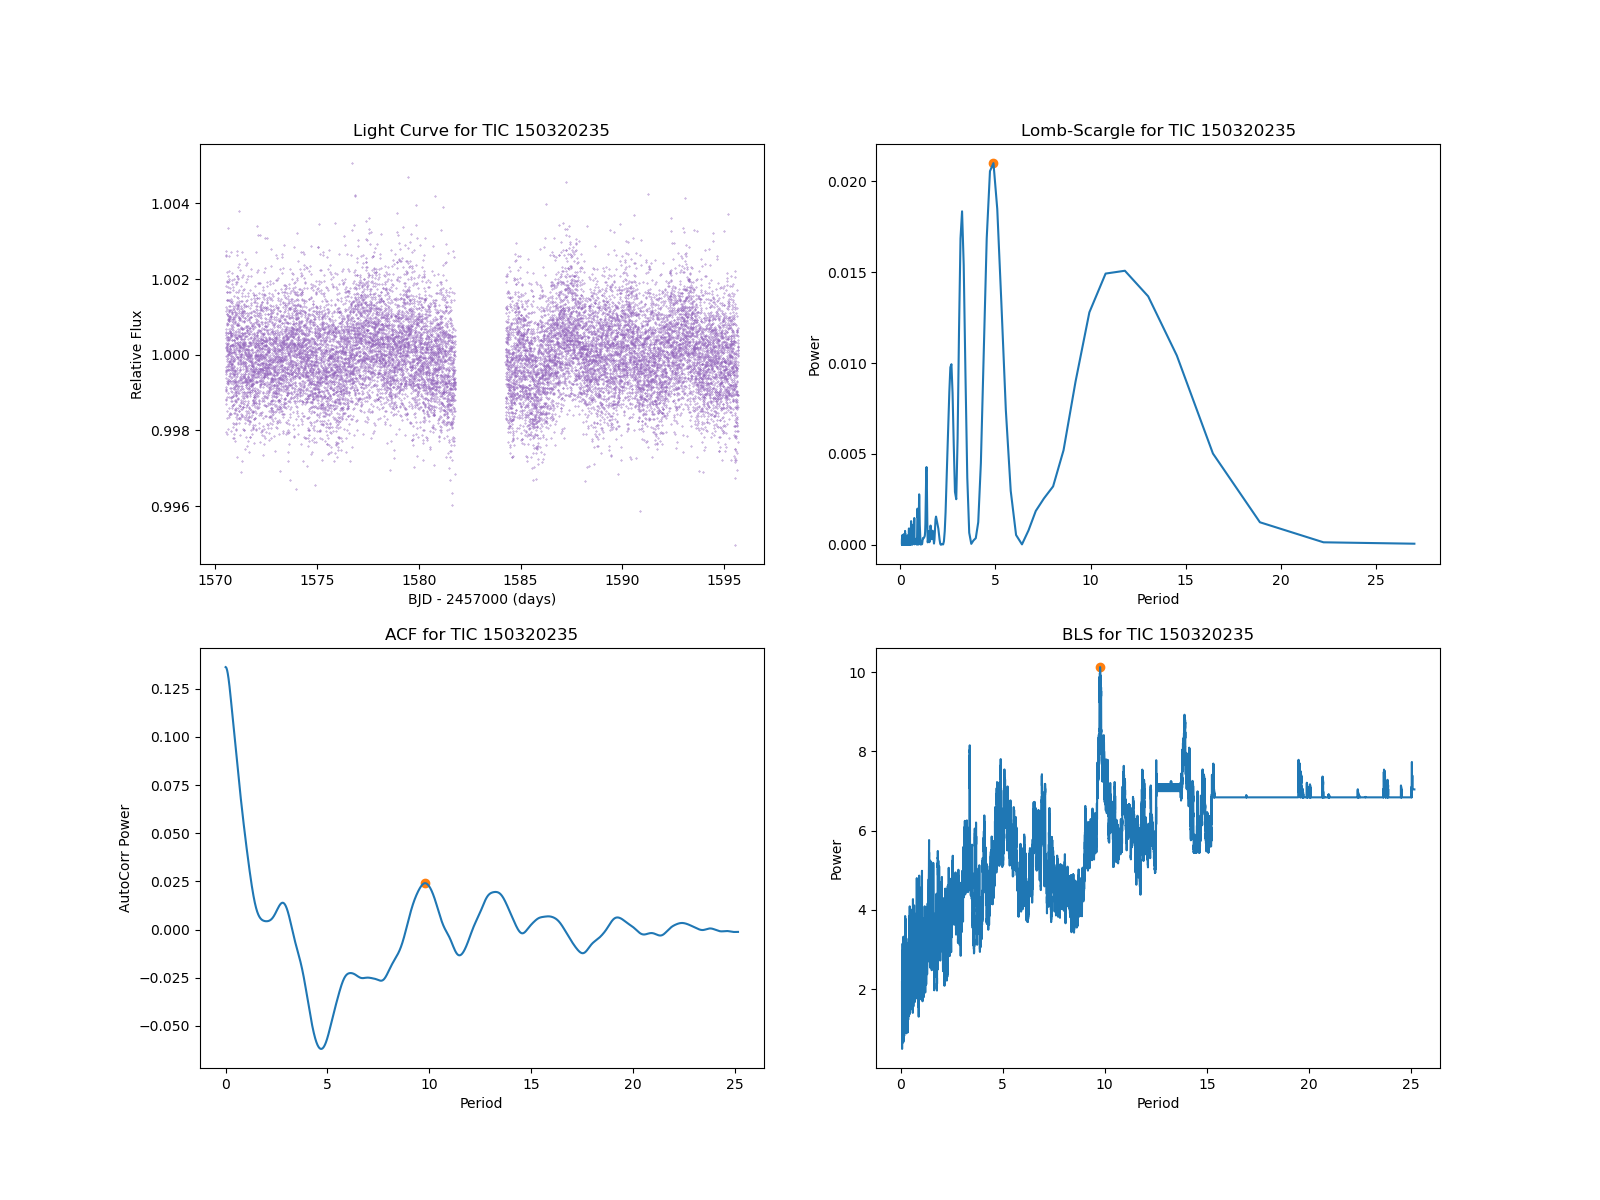 Light Curve for TIC 150320235
Relative Flux
1.004
1.002
1.000
0.998
0.996
1570 1575 1580 1585 1590 1595
BJD - 2457000 (days)
Lomb-Scargle for TIC 150320235
Power
0.020
0.015
0.010
0.005
0.000
0 5 10 15 20 25
Period
ACF for TIC 150320235
AutoCorr Power
0.125
0.100
0.075
0.050
0.025
0.000
−0.025
−0.050
0 5 10 15 20 25
Period
BLS for TIC 150320235
Power
10
8
6
4
2
0 5 10 15 20 25
Period